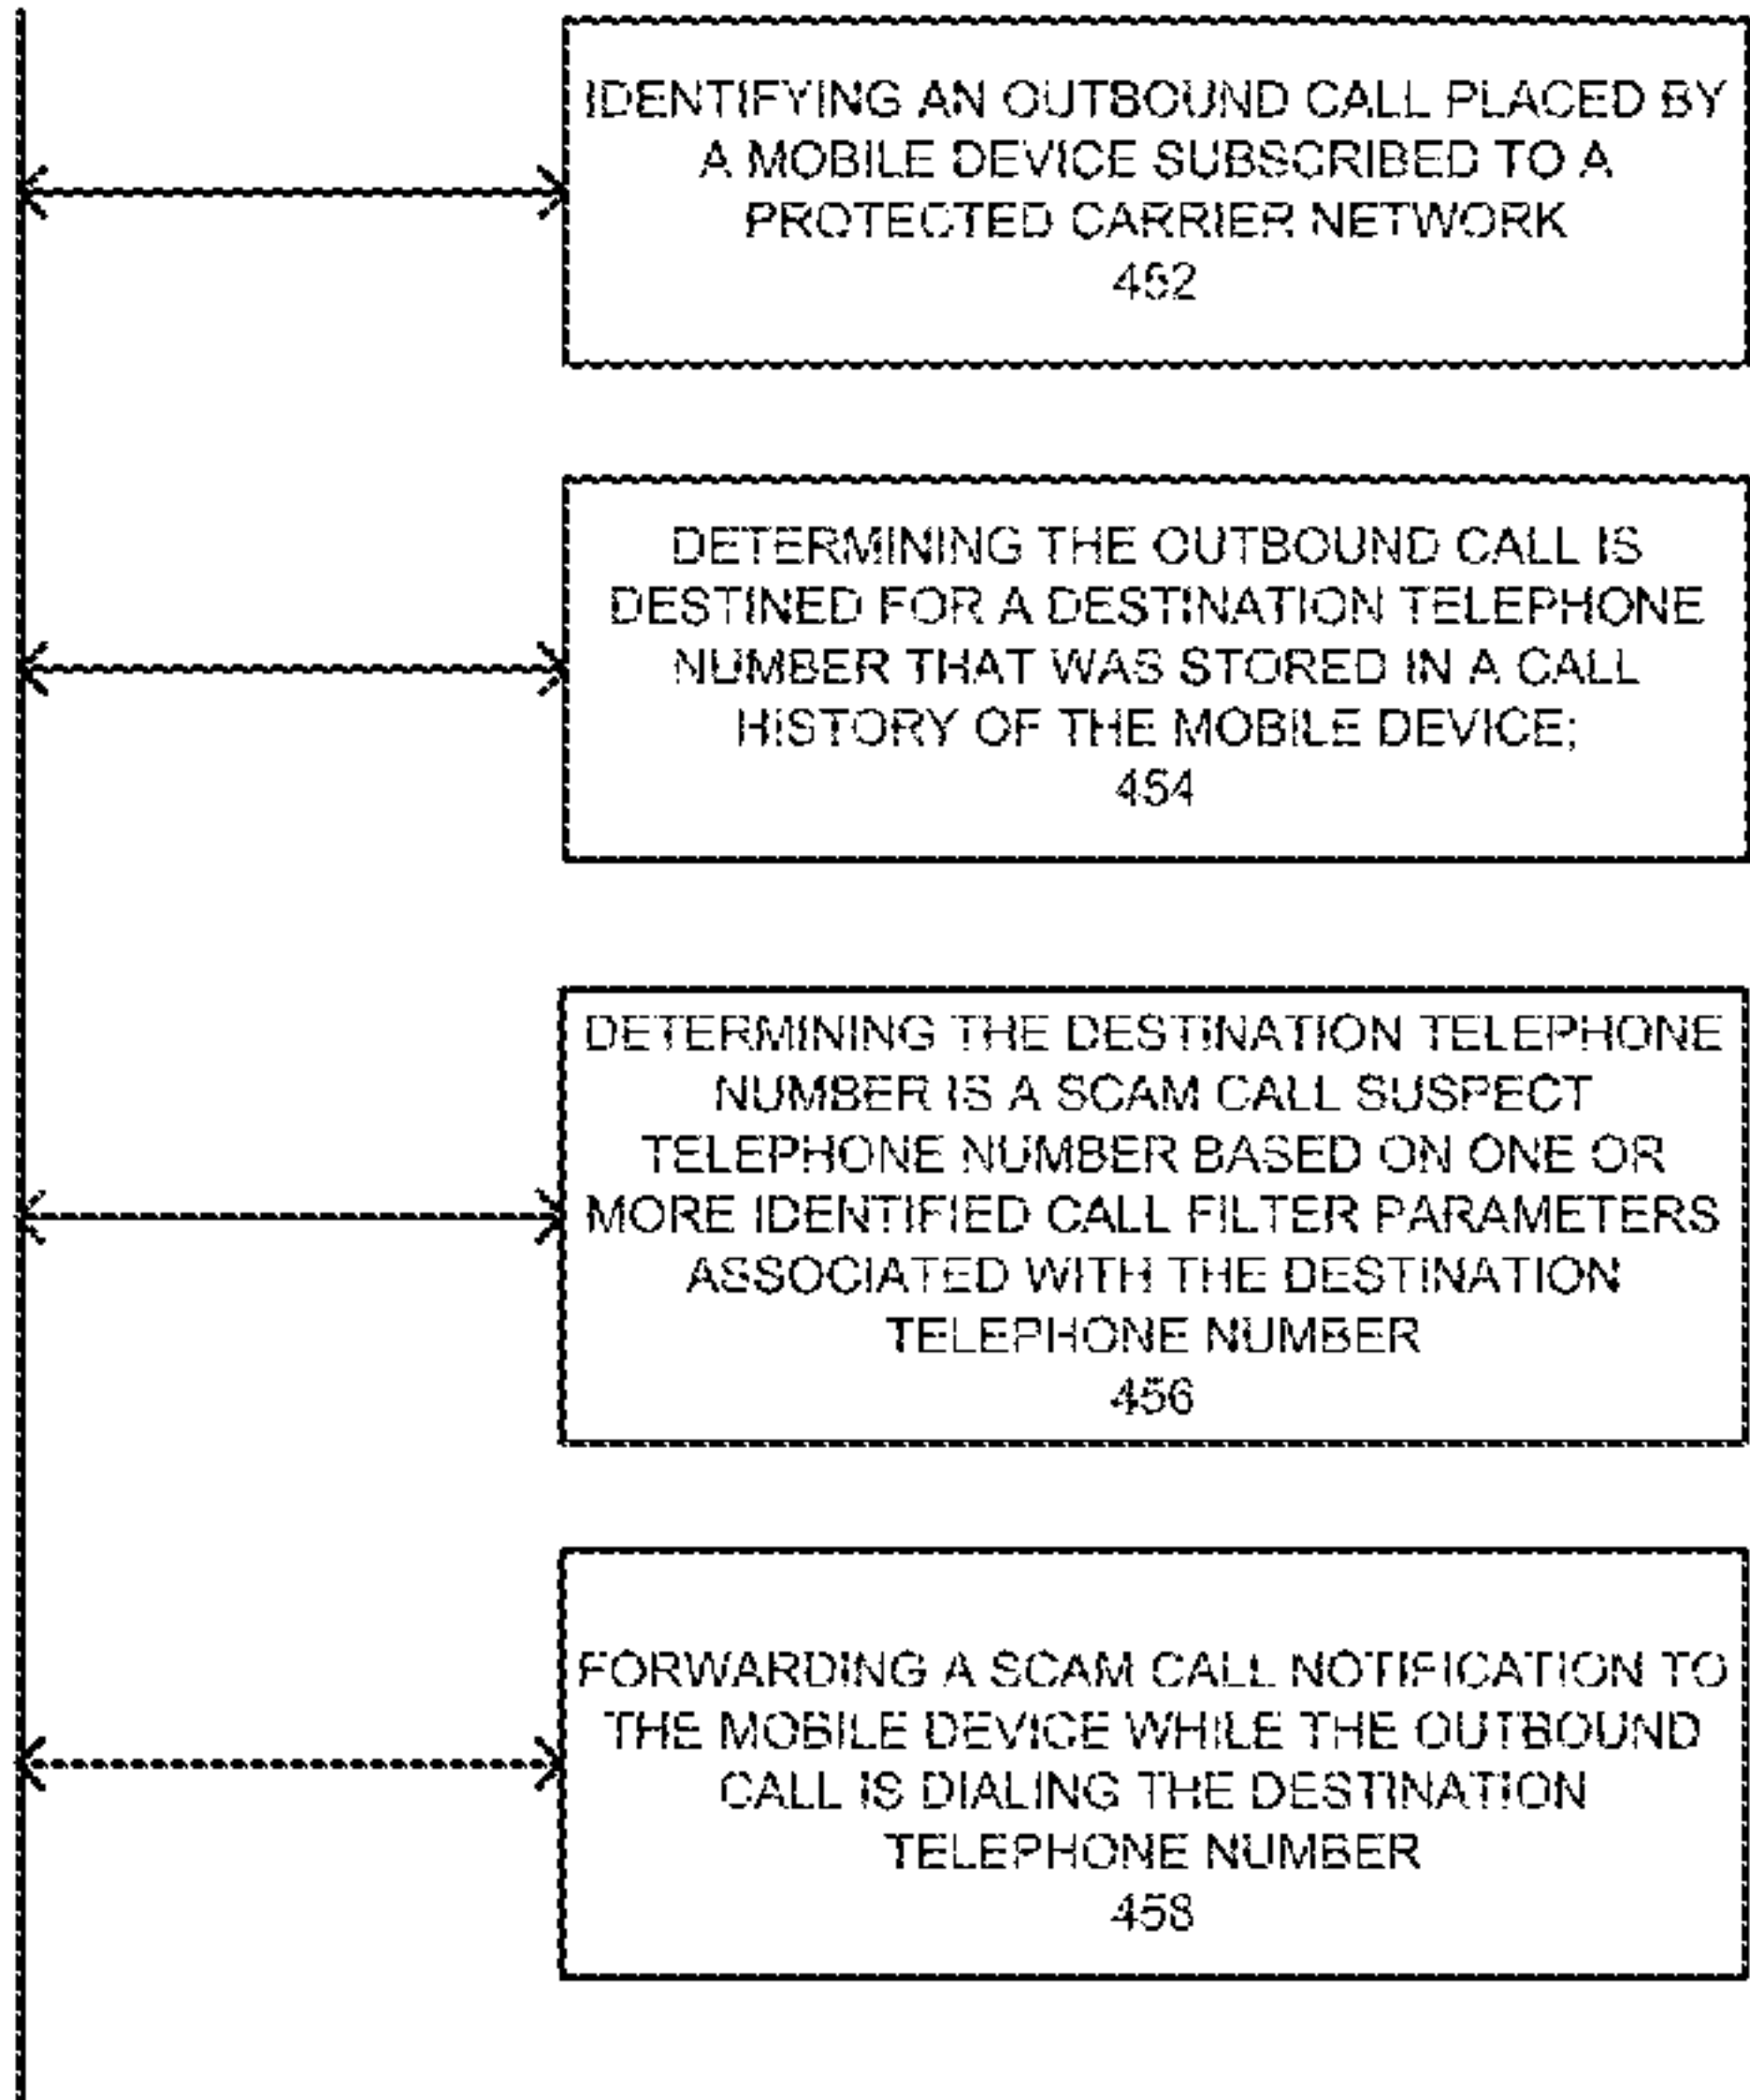 IDENTIFYING AN OUTBOUND CALL PLACED BY
A MOBILE DEVICE SUBSCRIBED TO A
PROTECTED CARRIER NETWORK
452
DETERMINING THE OUTBOUND CALL IS
DESTINED FOR A DESTINATION TELEPHONE
NUMBER THAT WAS STORED IN A CALL
HISTORY OF THE MOBILE DEVICE;
454
DETERMINING THE DESTINATION TELEPHONE
NUMBER IS A SCAM CALL SUSPECT
TELEPHONE NUMBER BASED ON ONE OR
MORE IDENTIFIED CALL FILTER PARAMETERS
ASSOCIATED WITH THE DESTINATION
TELEPHONE NUMBER
456
FORWARDING A SCAM CALL NOTIFICATION TO
THE MOBILE DEVICE WHILE THE OUTBOUND
CALL IS DIALING THE DESTINATION
TELEPHONE NUMBER
458